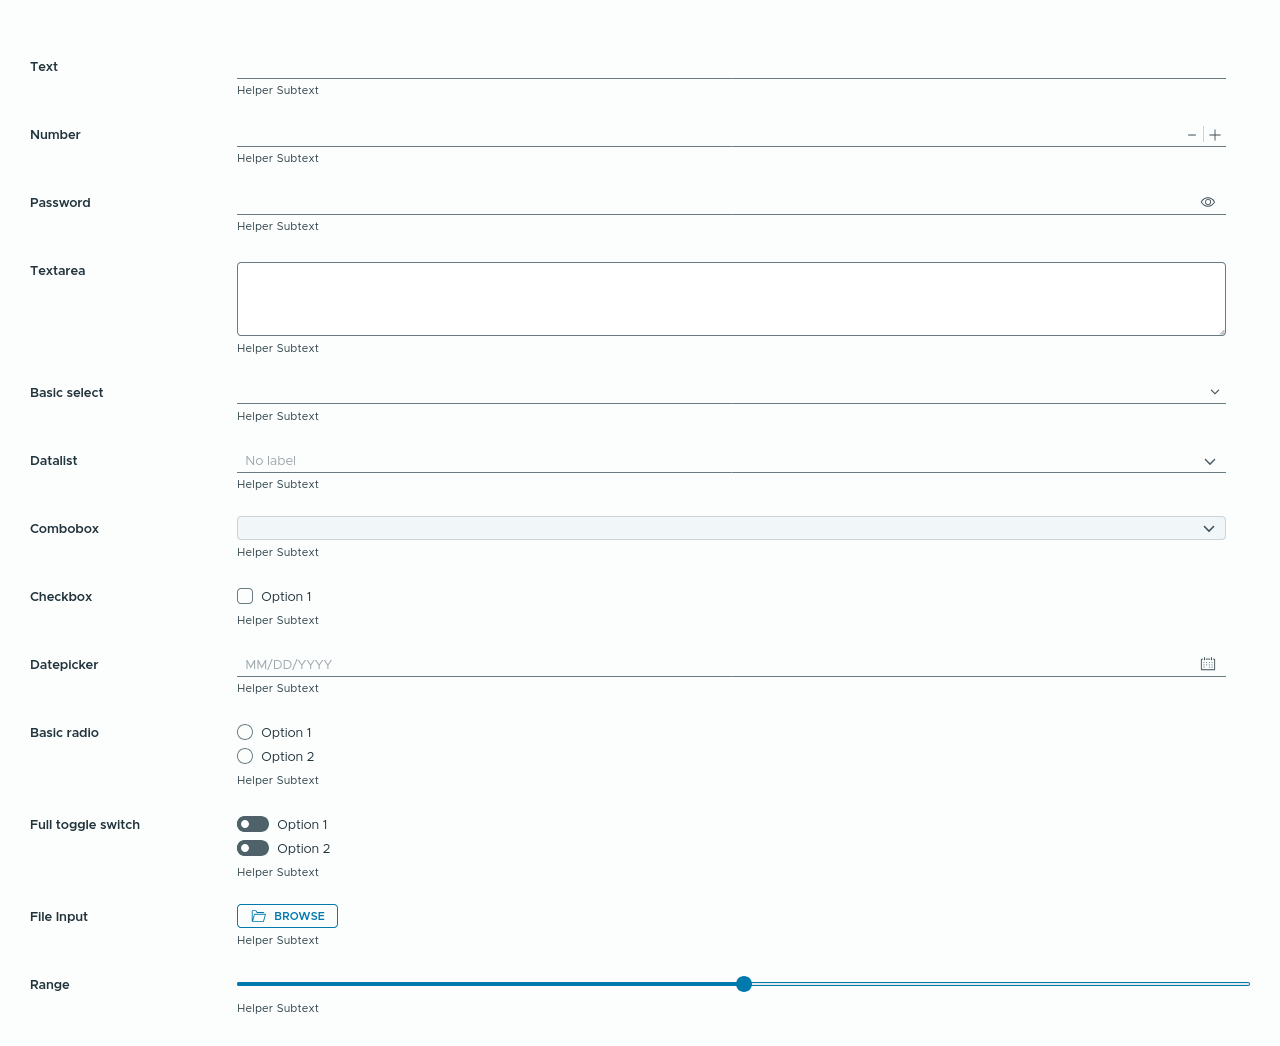 Text
Helper Subtext
Number
Helper Subtext
Password
Helper Subtext
Textarea
Helper Subtext
Basic select
Helper Subtext
Datalist
No label
Helper Subtext
Combobox
Helper Subtext
Checkbox
Option 1
Helper Subtext
Datepicker
MM/DD/YYYY
Helper Subtext
Basic radio
Option 1
Option 2
Helper Subtext
Full toggle switch
Option 1
Option 2
Helper Subtext
File Input
BROWSE
Helper Subtext
Range
Helper Subtext